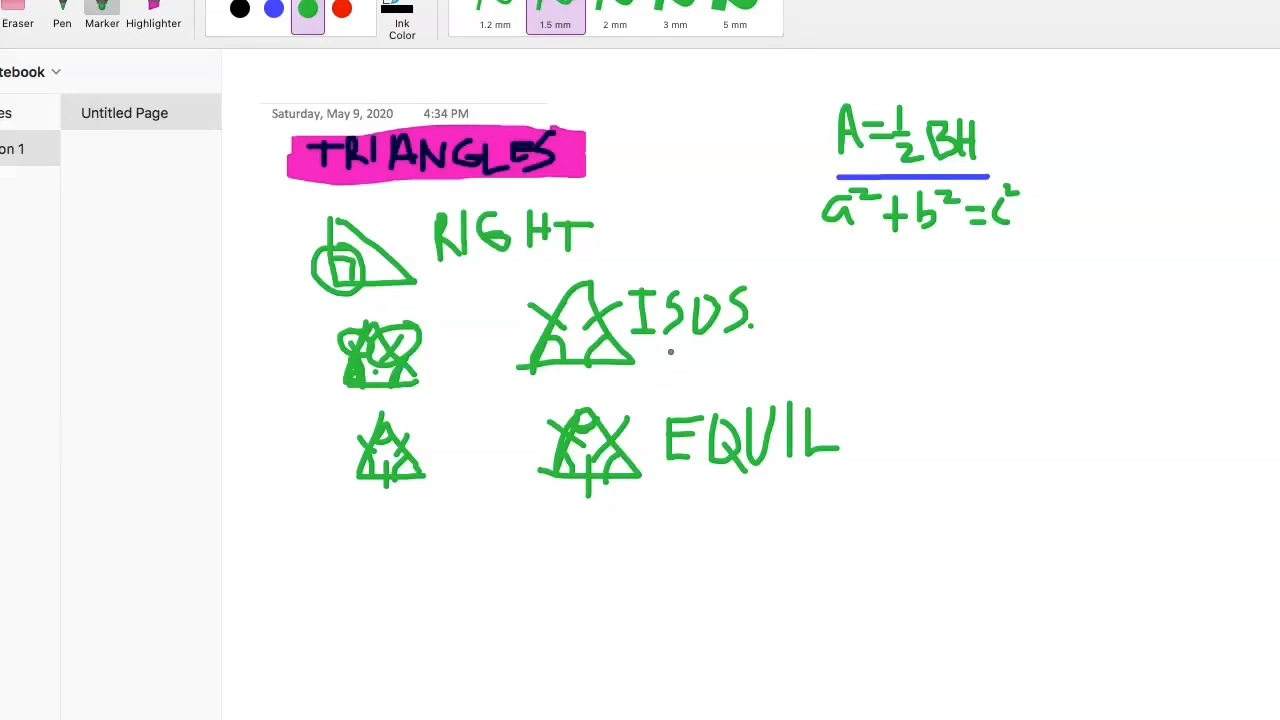 Eraser
Pen
Marker
Highlighter
Ink
Color
1.2 mm
1.5 mm
2 mm
3 mm
5 mm
tebook
es
Untitled Page
on 1
Saturday, May 9, 2020 4:34 PM
TRIANGLES
A=½BH
a²+b²=c²
RIGHT
ISOS.
EQUIL